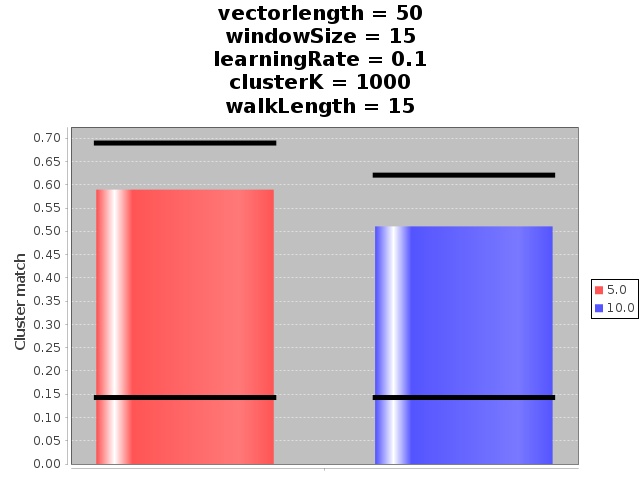 vectorlength = 50
windowSize = 15
learningRate = 0.1
clusterK = 1000
walkLength = 15
0.70
0.65
0.60
0.55
0.50
0.45
0.40
0.35
0.30
0.25
0.20
0.15
0.10
0.05
0.00
Cluster match
5.0
10.0